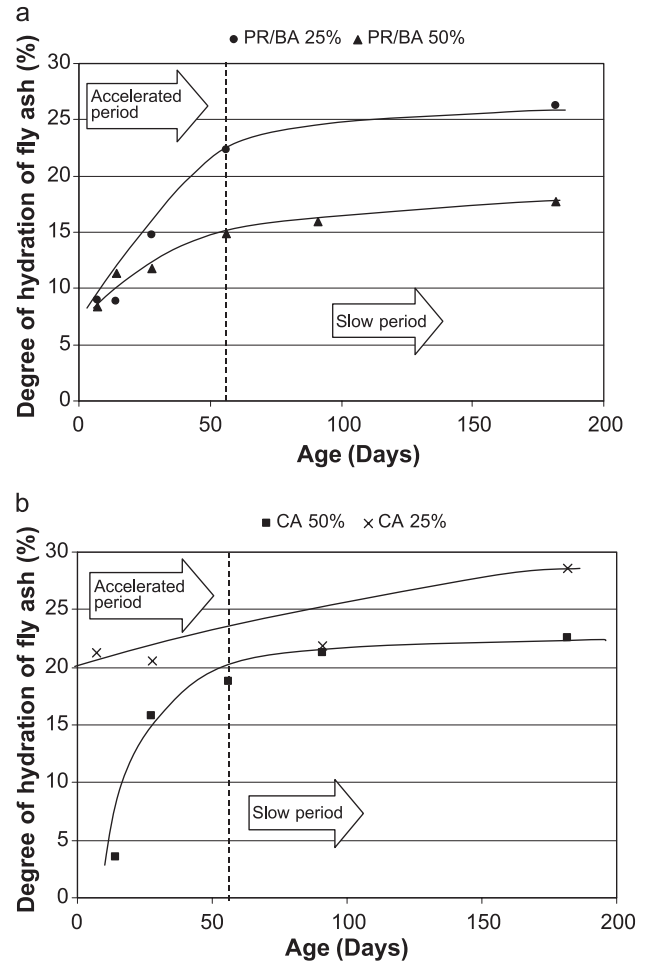 a
PR/BA 25% PR/BA 50%
Degree of hydration of fly ash (%)
30
25
20
15
10
5
0
Accelerated
period
Slow period
0 50 100 150 200
Age (Days)
b
CA 50% CA 25%
Degree of hydration of fly ash (%)
30
25
20
15
10
5
0
Accelerated
period
Slow period
0 50 100 150 200
Age (Days)